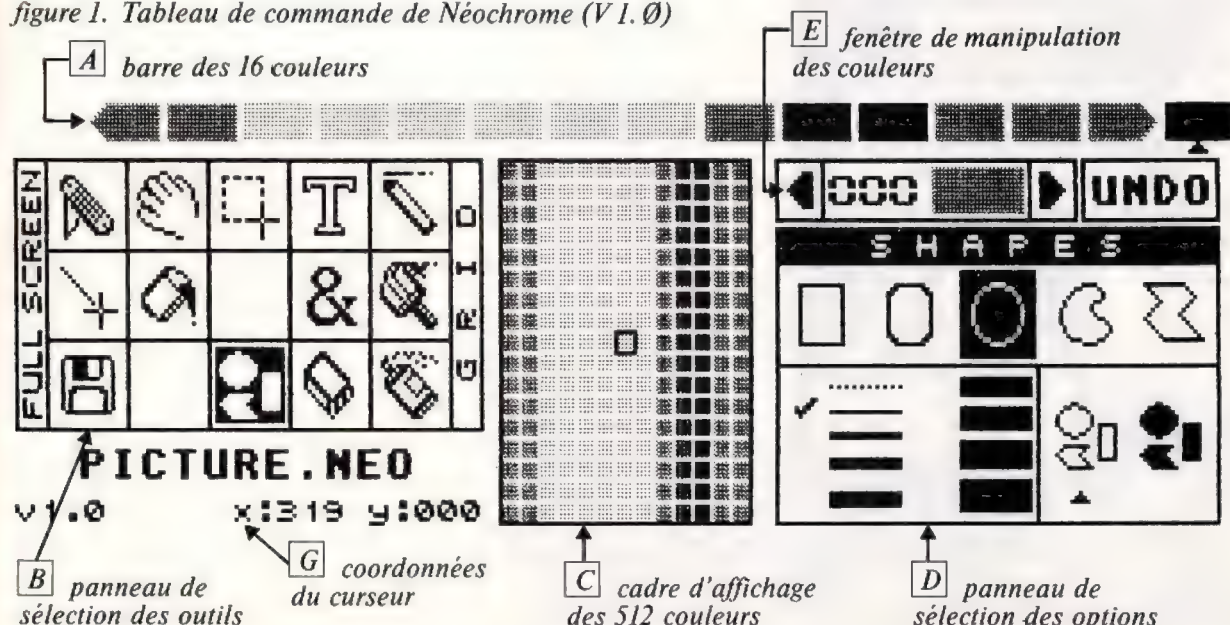 figure 1. Tableau de commande de Néochrome (V 1. Ø)
A barre des 16 couleurs
E fenêtre de manipulation
des couleurs
FULL SCREEN
T
&
GRID
000
UNDO
SHAPES
PICTURE.NEO
v1.0 x:319 y:000
B panneau de
sélection des outils
G coordonnées
du curseur
C cadre d'affichage
des 512 couleurs
D panneau de
sélection des options